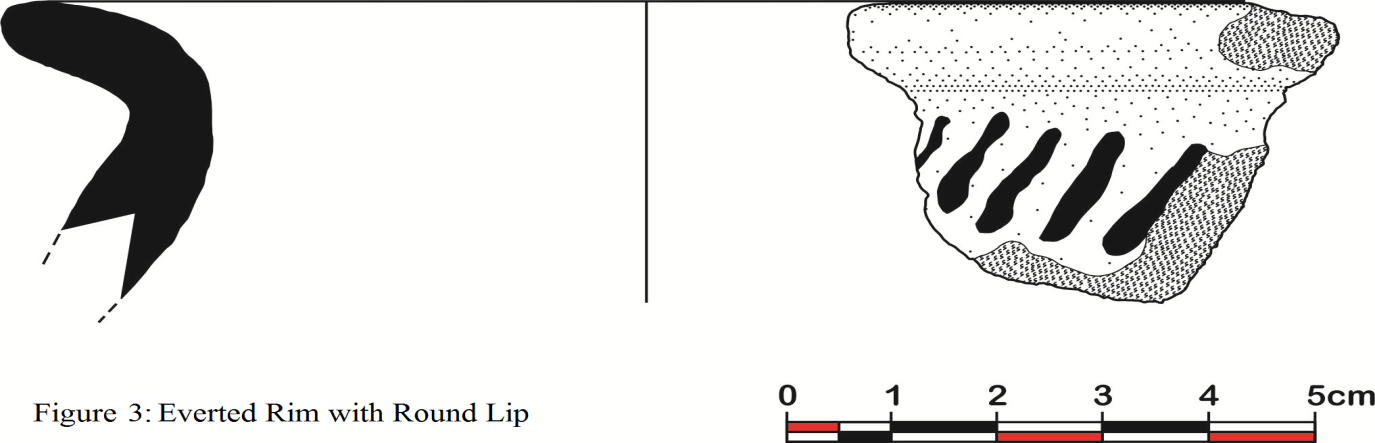 0 1 2 3 4 5cm
Figure 3: Everted Rim with Round Lip